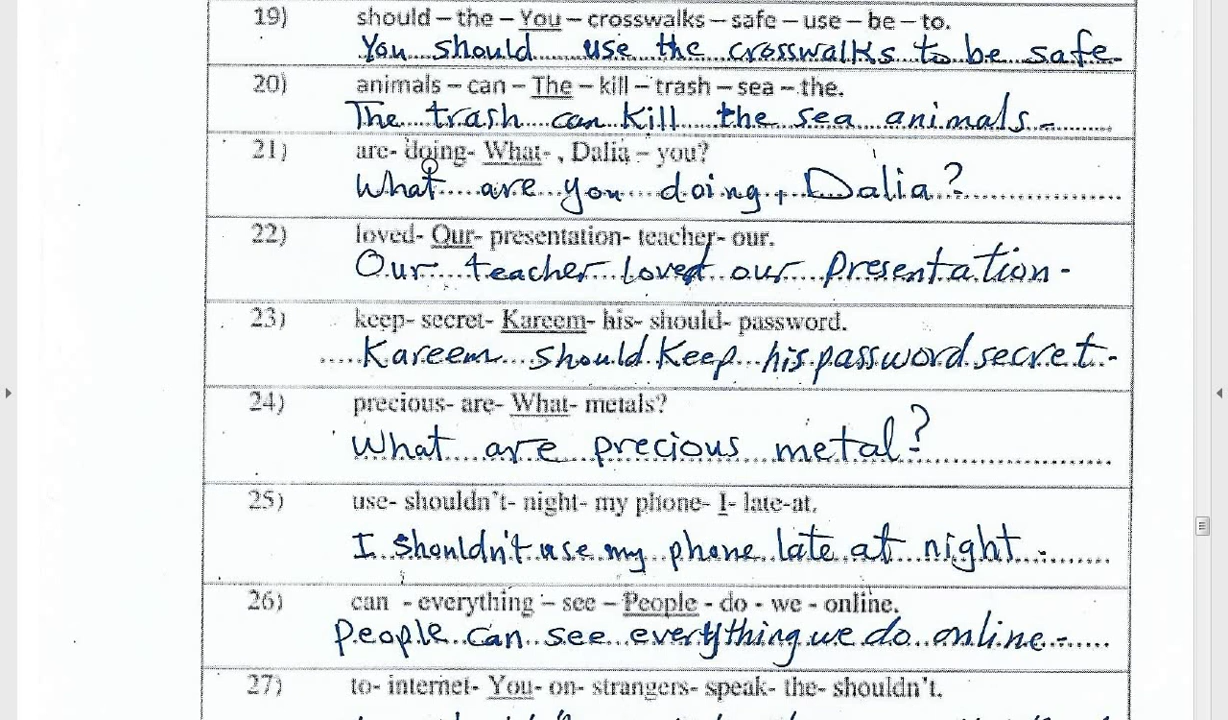 19) should – the – You – crosswalks – safe – use – be – to.
You should use the crosswalks to be safe.
20) animals – can – The – kill – trash – sea – the.
The trash can kill the sea animals.
21) are- doing- What- , Dalia – you?
What are you doing, Dalia?
22) loved- Our- presentation- teacher- our.
Our teacher loved our presentation.
23) keep- secret- Kareem- his- should- password.
Kareem should keep his password secret.
24) precious- are- What- metals?
What are precious metal?
25) use- shouldn't- night- my phone- I- late-at.
I shouldn't use my phone late at night.
26) can - everything – see – People - do - we - online.
People can see everything we do online.
27) to- internet- You- on- strangers- speak- the- shouldn't.